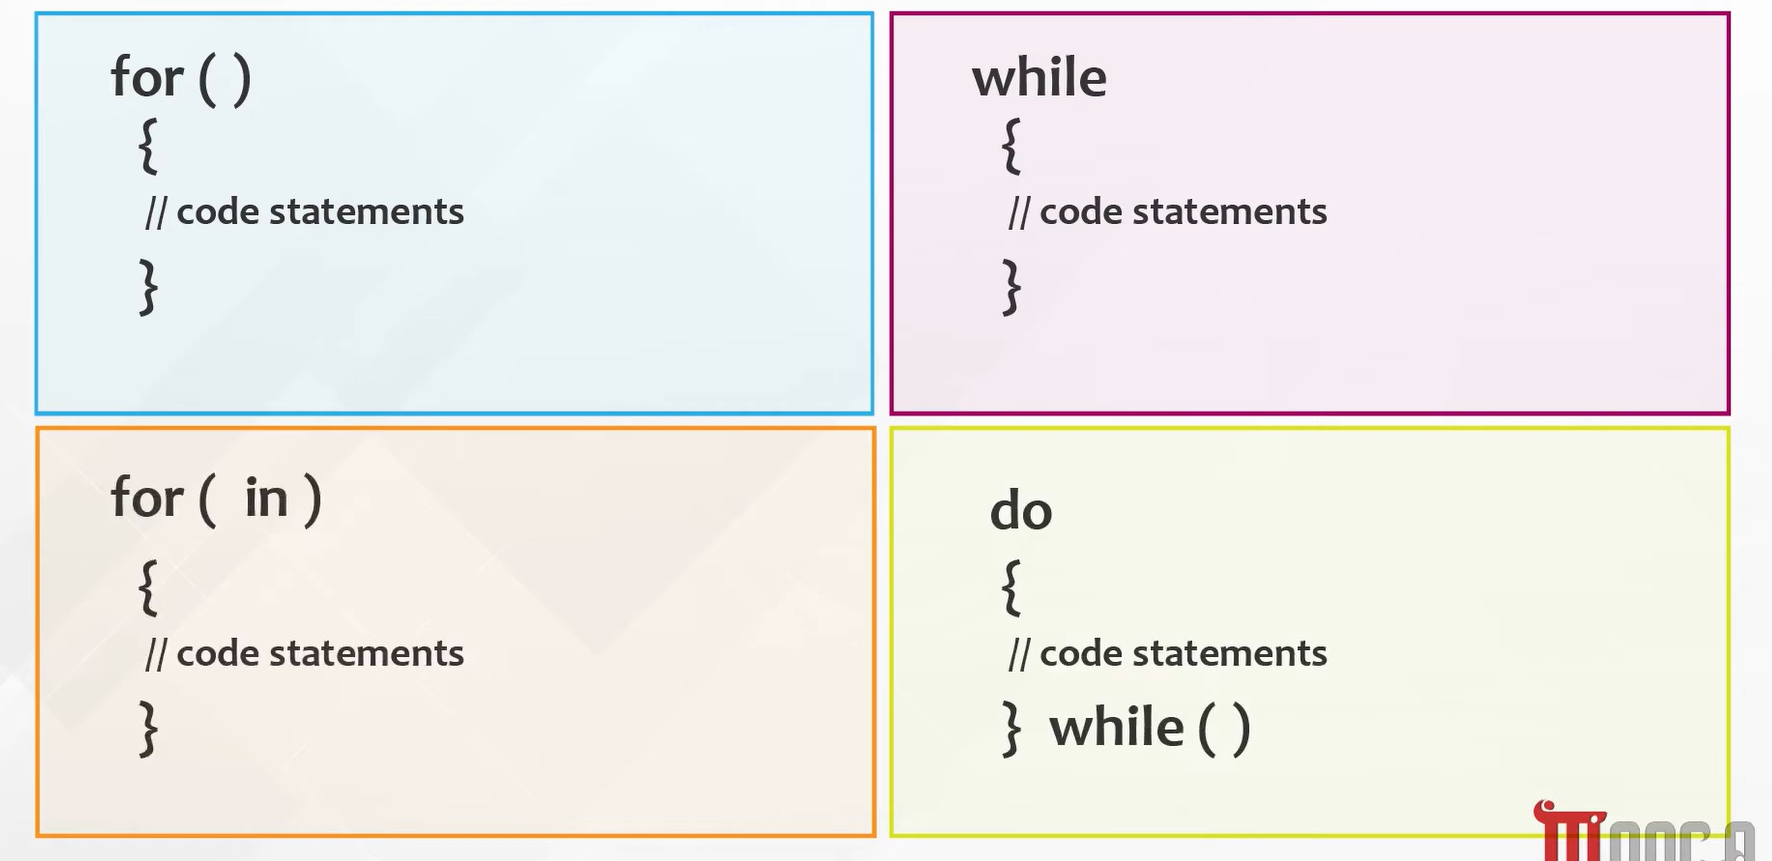 for ( )
{
// code statements
}
while
{
// code statements
}
for ( in )
{
// code statements
}
do
{
// code statements
} while ( )